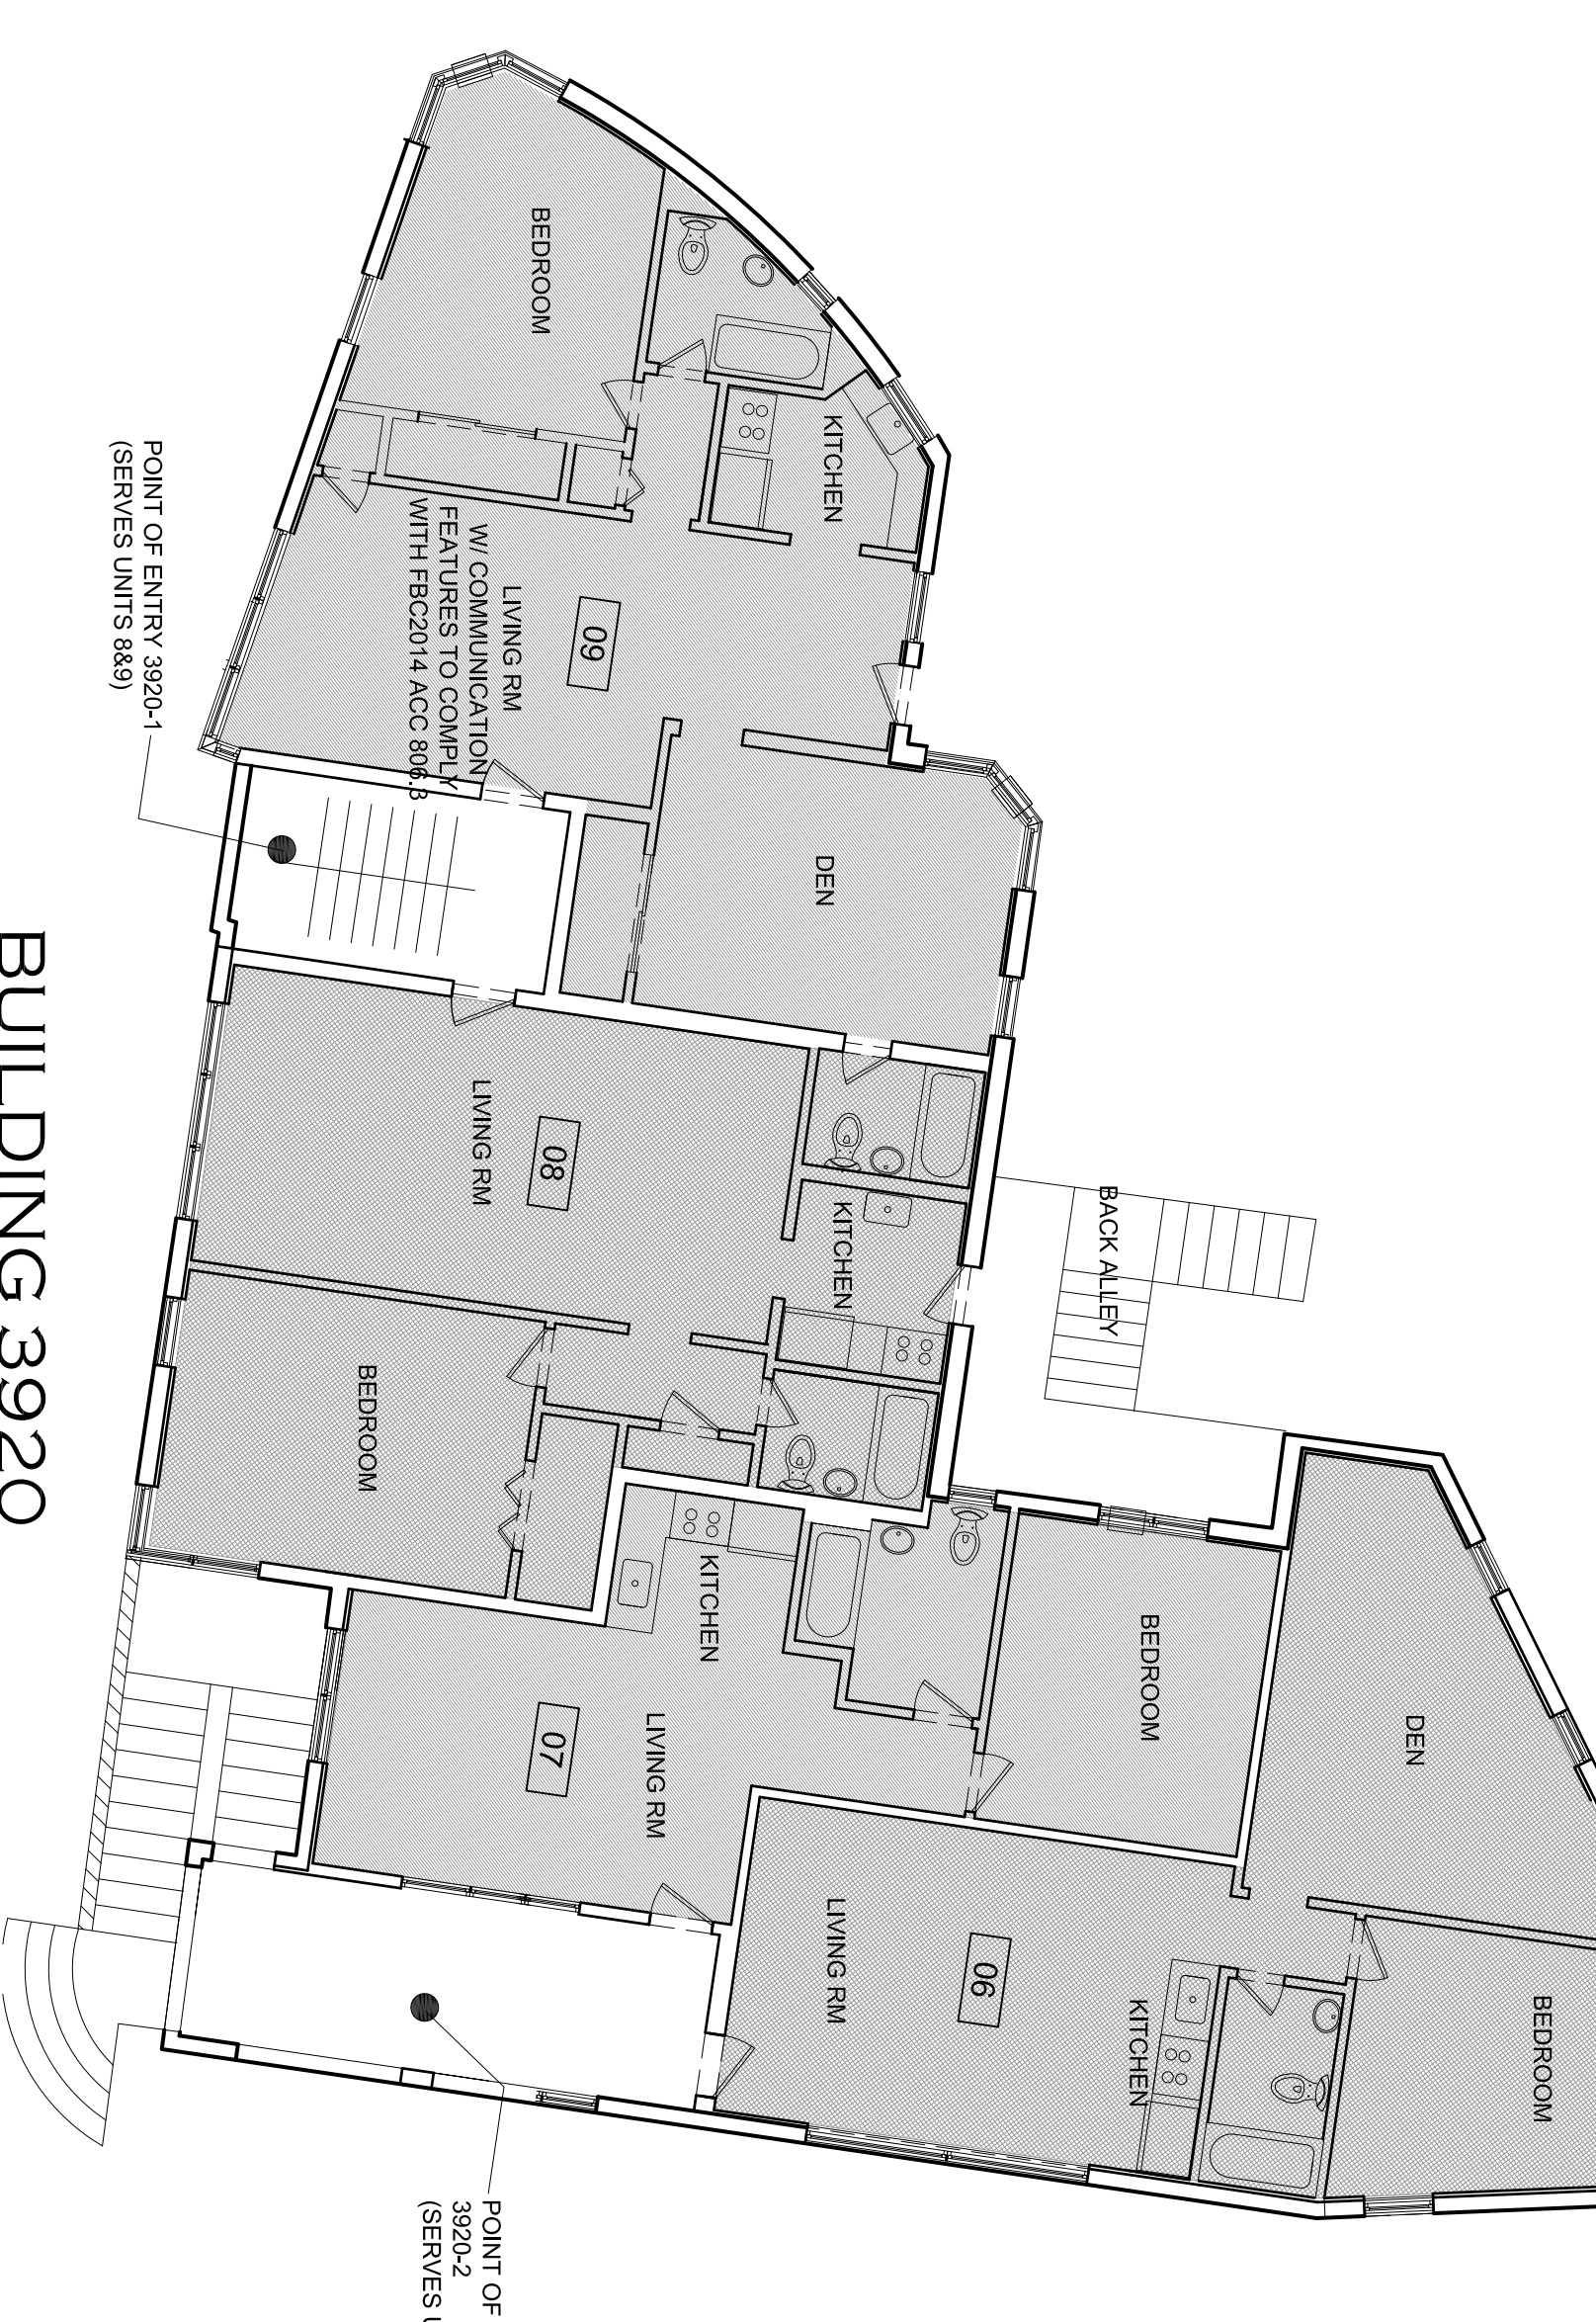 BEDROOM
KITCHEN
LIVING RM
W/ COMMUNICATION
FEATURES TO COMPLY
WITH FBC2014 ACC 806.3
09
POINT OF ENTRY 3920-1
(SERVES UNITS 8&9)
DEN
LIVING RM
08
KITCHEN
BACK ALLEY
BEDROOM
BUILDING 3920
KITCHEN
BEDROOM
LIVING RM
07
DEN
LIVING RM
06
KITCHEN
BEDROOM
POINT OF
3920-2
(SERVES